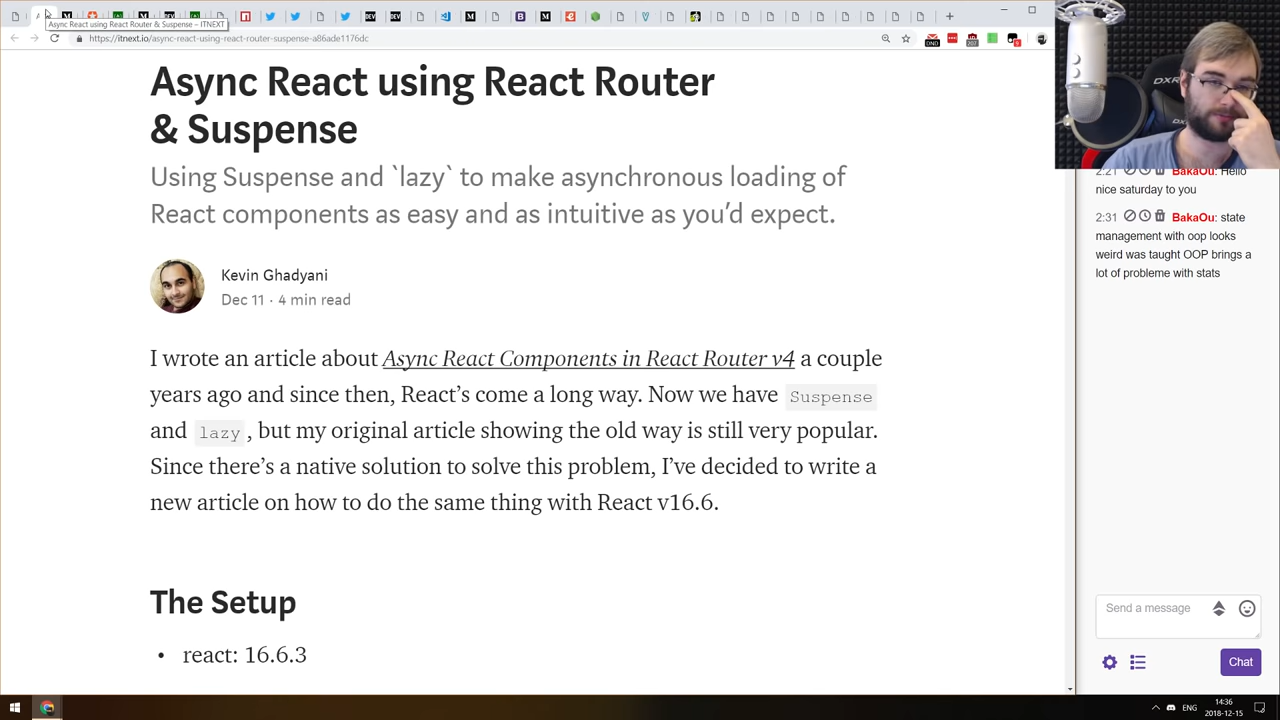 Async React using React Router & Suspense – ITNEXT
https://itnext.io/async-react-using-react-router-suspense-a86ade1176dc
Async React using React Router
& Suspense
Using Suspense and `lazy` to make asynchronous loading of
React components as easy and as intuitive as you’d expect.
Kevin Ghadyani
Dec 11 · 4 min read
I wrote an article about Async React Components in React Router v4 a couple
years ago and since then, React’s come a long way. Now we have Suspense
and lazy , but my original article showing the old way is still very popular.
Since there’s a native solution to solve this problem, I’ve decided to write a
new article on how to do the same thing with React v16.6.
The Setup
• react: 16.6.3
DXR
2:21 BakaOu: Hello
nice saturday to you
2:31 BakaOu: state
management with oop looks
weird was taught OOP brings a
lot of probleme with stats
Send a message
Chat
ENG
14:36
2018-12-15